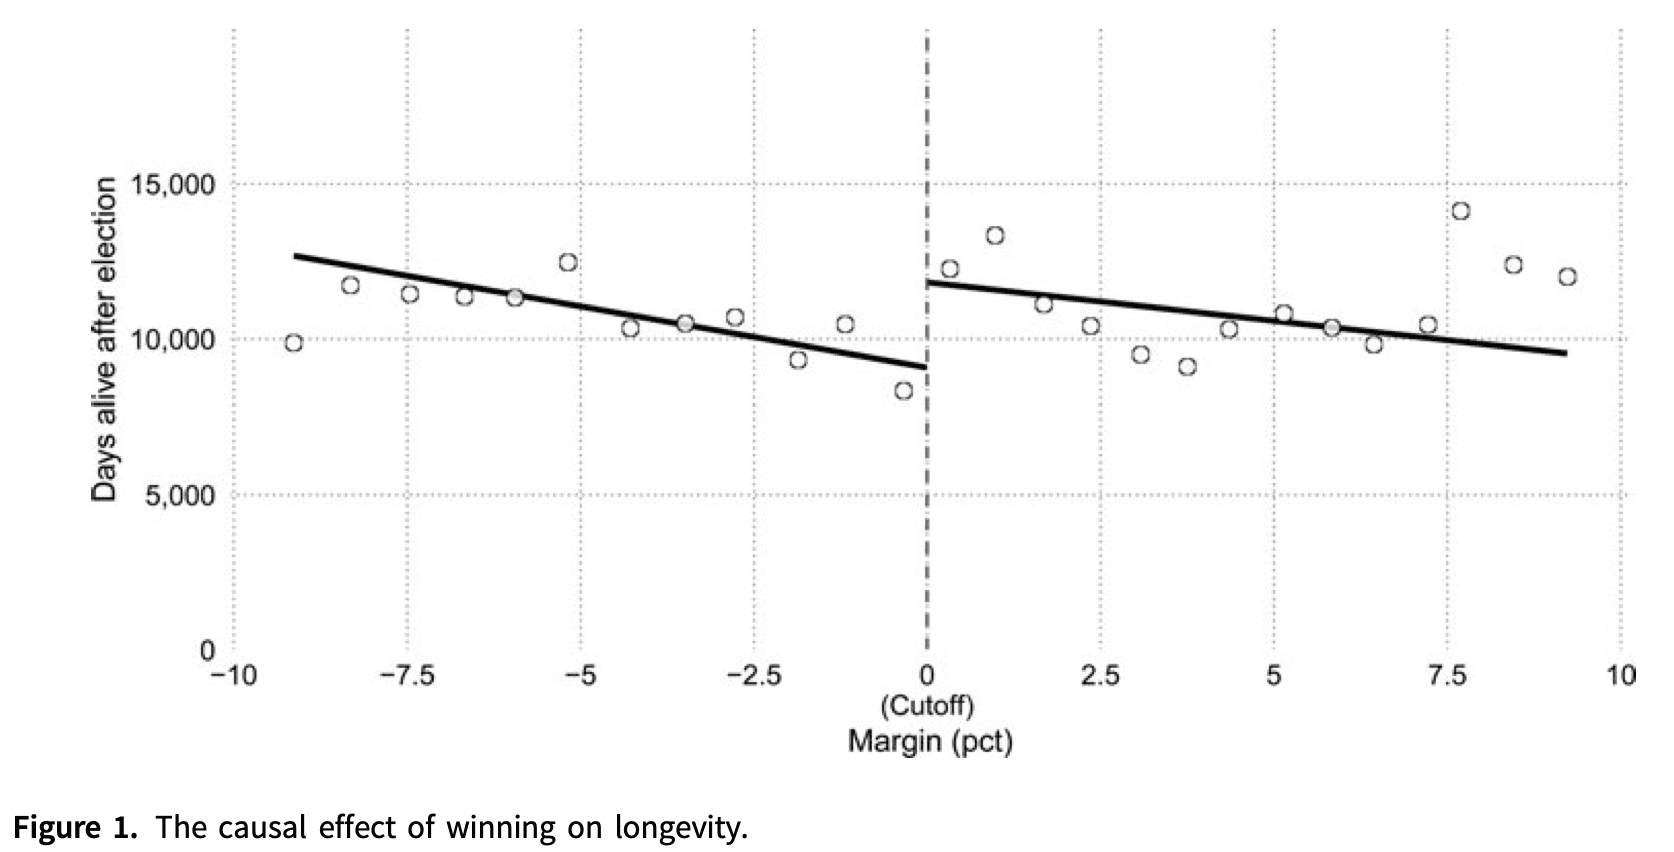 15,000
10,000
5,000
0
Days alive after election
−10 −7.5 −5 −2.5 0 2.5 5 7.5 10
(Cutoff)
Margin (pct)
Figure 1. The causal effect of winning on longevity.